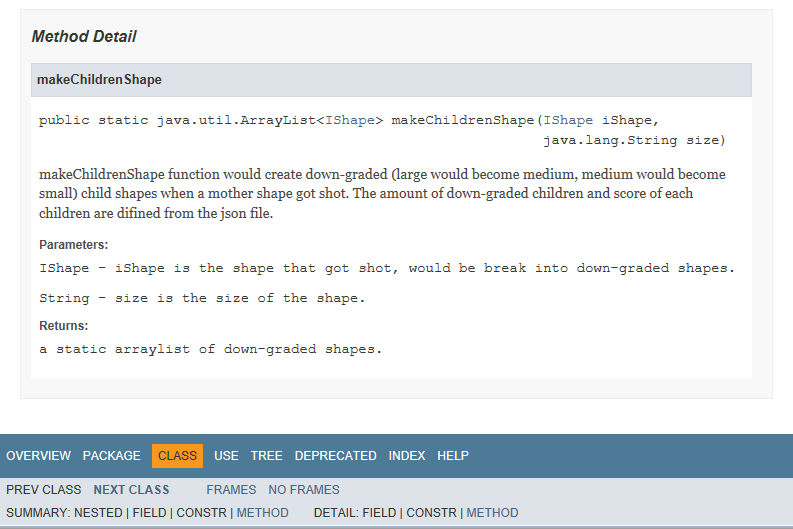 Method Detail
makeChildrenShape
public static java.util.ArrayList<IShape> makeChildrenShape(IShape iShape,
java.lang.String size)
makeChildrenShape function would create down-graded (large would become medium, medium would become
small) child shapes when a mother shape got shot. The amount of down-graded children and score of each
children are difined from the json file.
Parameters:
IShape - iShape is the shape that got shot, would be break into down-graded shapes.
String - size is the size of the shape.
Returns:
a static arraylist of down-graded shapes.
OVERVIEW PACKAGE CLASS USE TREE DEPRECATED INDEX HELP
PREV CLASS NEXT CLASS FRAMES NO FRAMES
SUMMARY: NESTED | FIELD | CONSTR | METHOD DETAIL: FIELD | CONSTR | METHOD